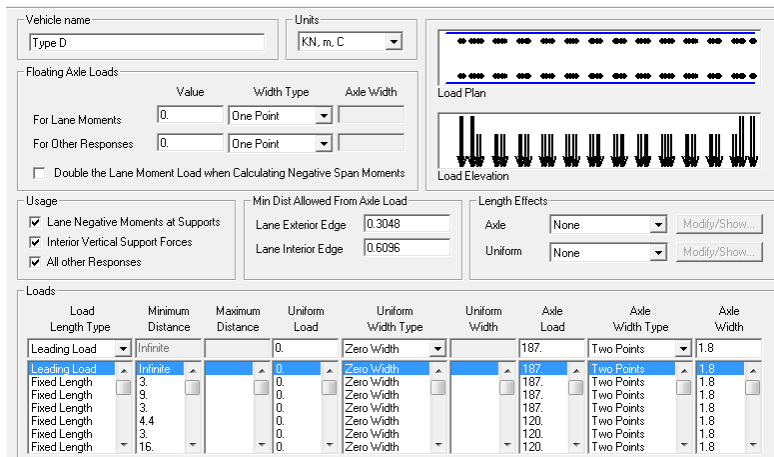 Vehicle name
Type D
Units
KN, m, C
Floating Axle Loads
Value Width Type Axle Width
For Lane Moments 0. One Point
For Other Responses 0. One Point
Double the Lane Moment Load when Calculating Negative Span Moments
Load Plan
Load Elevation
Usage
Lane Negative Moments at Supports
Interior Vertical Support Forces
All other Responses
Min Dist Allowed From Axle Load
Lane Exterior Edge 0.3048
Lane Interior Edge 0.6096
Length Effects
Axle None Modify/Show...
Uniform None Modify/Show...
Loads
Load Minimum Maximum Uniform Uniform Uniform Axle Axle Axle
Length Type Distance Distance Load Width Type Width Load Width Type Width
Leading Load Infinite 0. Zero Width 187. Two Points 1.8
Leading Load Infinite 0. Zero Width 187. Two Points 1.8
Fixed Length 3. 0. Zero Width 187. Two Points 1.8
Fixed Length 9. 0. Zero Width 187. Two Points 1.8
Fixed Length 3. 0. Zero Width 187. Two Points 1.8
Fixed Length 4.4 0. Zero Width 120. Two Points 1.8
Fixed Length 3. 0. Zero Width 120. Two Points 1.8
Fixed Length 16. 0. Zero Width 120. Two Points 1.8